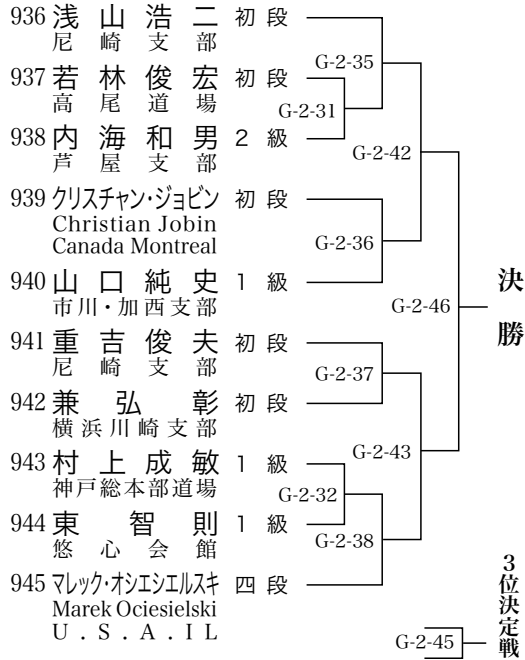 936 浅山浩二 初段
尼崎支部
G-2-35
937 若林俊宏 初段
高尾道場
G-2-31
938 内海和男 2級
芦屋支部
G-2-42
939 クリスチャン・ジョビン 初段
Christian Jobin
Canada Montreal
G-2-36
940 山口純史 1級
市川・加西支部
G-2-46
決勝
941 重吉俊夫 初段
尼崎支部
G-2-37
942 兼弘彰 初段
横浜川崎支部
G-2-43
943 村上成敏 1級
神戸総本部道場
G-2-32
944 東智則 1級
悠心会館
G-2-38
945 マレック・オシエシエルスキ 四段
Marek Ociesielski
U.S.A.IL
G-2-45
3位決定戦